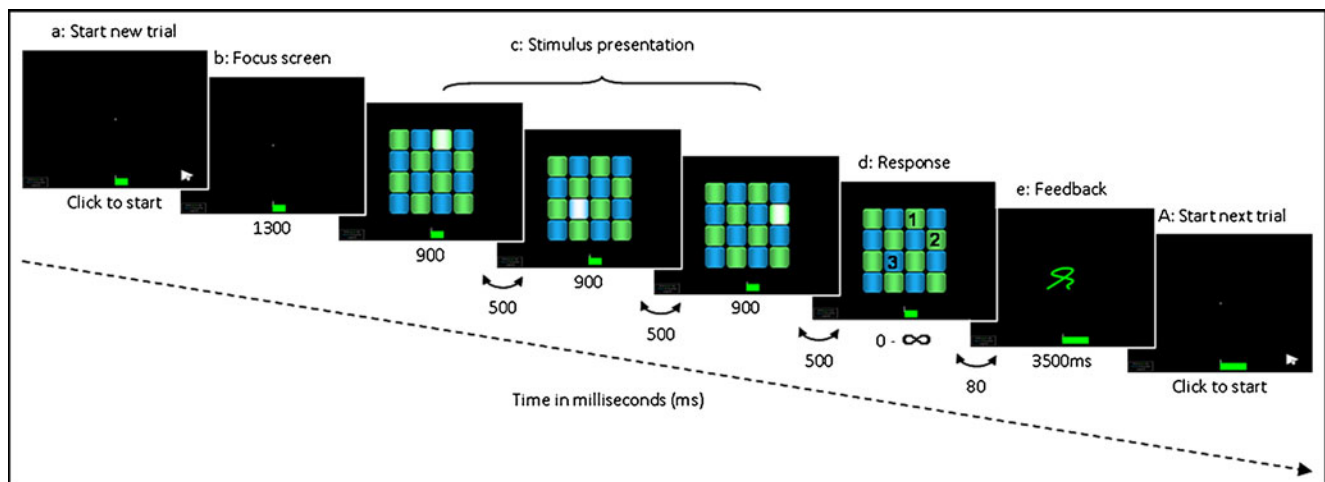 a: Start new trial
b: Focus screen
c: Stimulus presentation
d: Response
e: Feedback
A: Start next trial
1
2
3
Click to start
1300
900
500
900
500
900
500
0 - ∞
80
3500ms
Click to start
Time in milliseconds (ms)